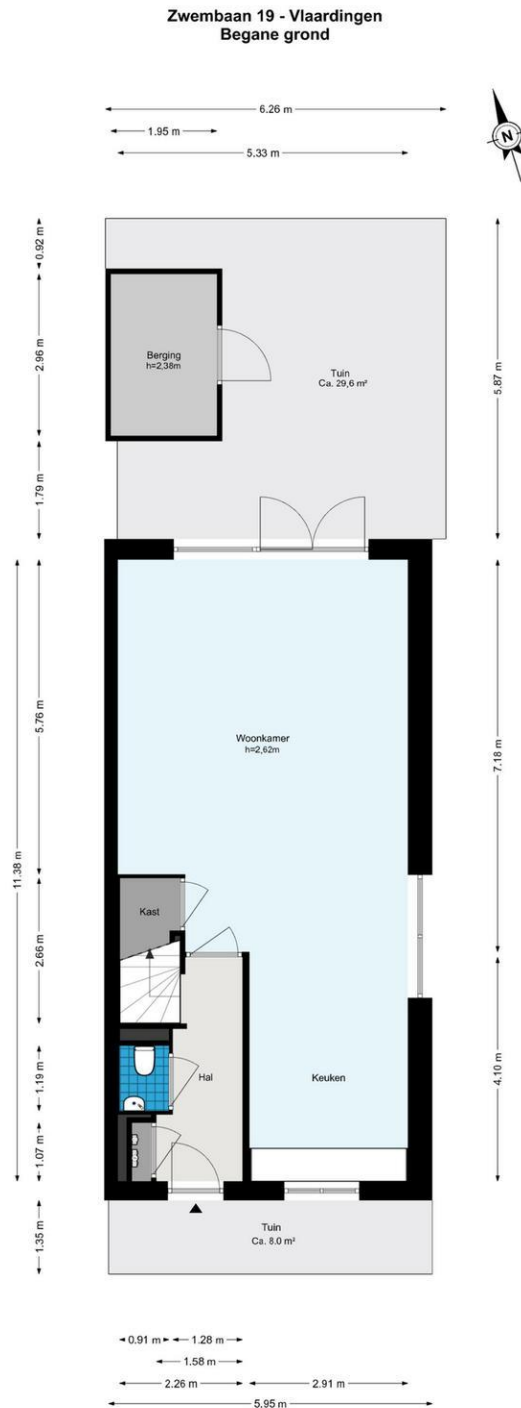 Zwembaan 19 - Vlaardingen
Begane grond
6.26 m
1.95 m
5.33 m
N
0.92 m
2.96 m
1.79 m
5.87 m
Berging
h=2,38m
Tuin
Ca. 29,6 m²
11.38 m
5.76 m
7.18 m
Woonkamer
h=2,62m
2.66 m
Kast
4.10 m
1.19 m
Hal
Keuken
1.07 m
1.35 m
Tuin
Ca. 8.0 m²
0.91 m
1.28 m
1.58 m
2.26 m
2.91 m
5.95 m